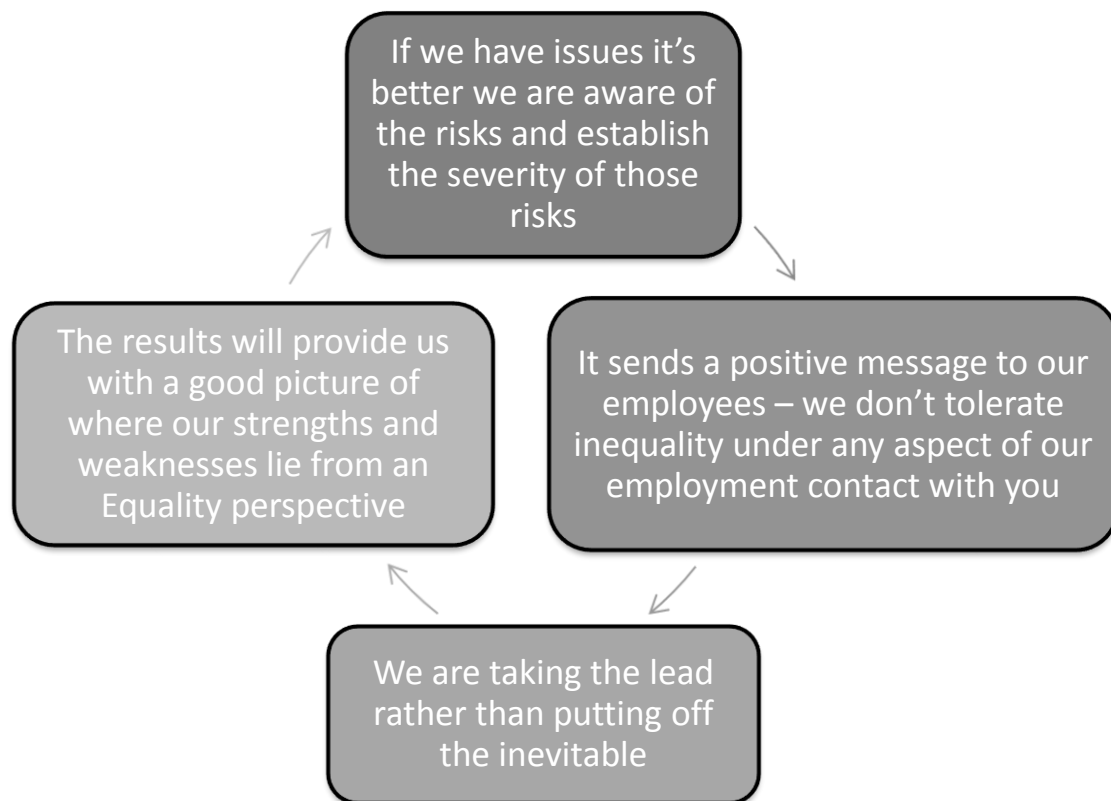 If we have issues it’s
better we are aware of
the risks and establish
the severity of those
risks
It sends a positive message to our
employees – we don’t tolerate
inequality under any aspect of our
employment contact with you
We are taking the lead
rather than putting off
the inevitable
The results will provide us
with a good picture of
where our strengths and
weaknesses lie from an
Equality perspective